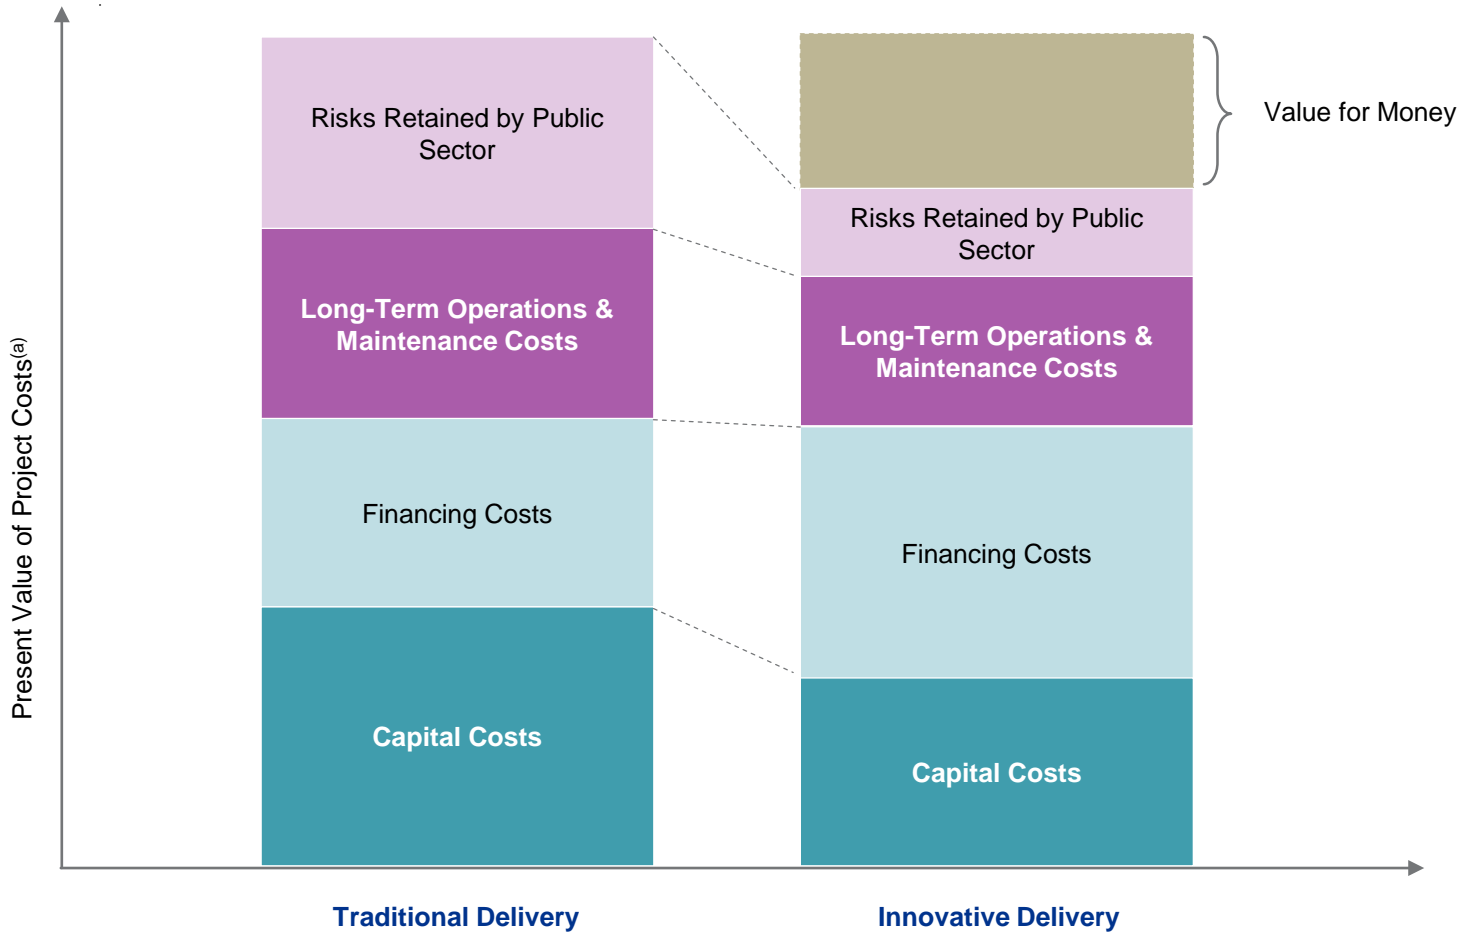 Risks Retained by Public
Sector
Long-Term Operations &
Maintenance Costs
Financing Costs
Capital Costs
Value for Money
Risks Retained by Public
Sector
Long-Term Operations &
Maintenance Costs
Financing Costs
Capital Costs
Present Value of Project Costs(a)
Traditional Delivery
Innovative Delivery